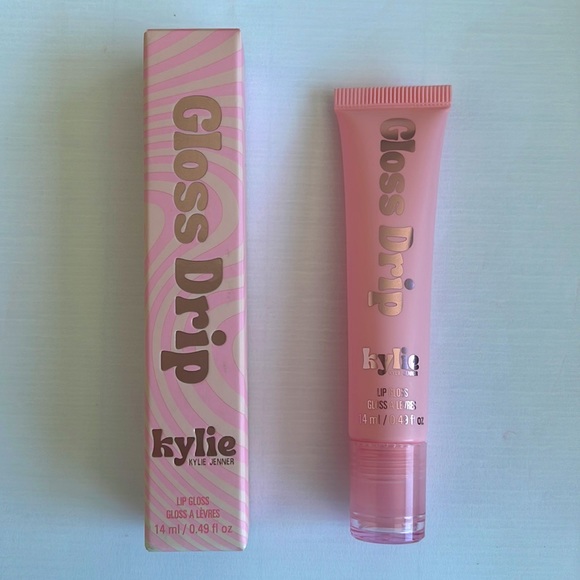 Gloss Drip
kylie
KYLIE JENNER
LIP GLOSS
GLOSS A LÈVRES
14 ml / 0.49 fl oz
Gloss Drip
kylie
LIP GLOSS
GLOSS A LÈVRES
14 ml / 0.49 fl oz